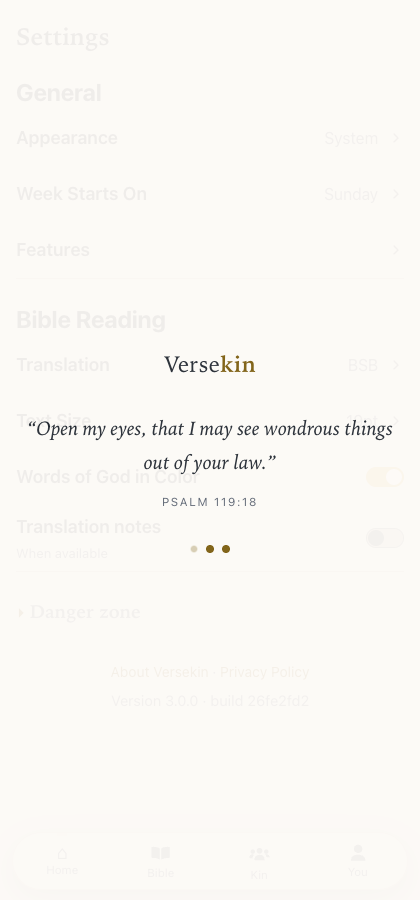 Settings
General
Appearance System
Week Starts On Sunday
Features
Bible Reading
Translation BSB
Versekin
Text Size
“Open my eyes, that I may see wondrous things
out of your law.”
Words of God in Color
PSALM 119:18
Translation notes
When available
Danger zone
About Versekin · Privacy Policy
Version 3.0.0 · build 26fe2fd2
Home Bible Kin You